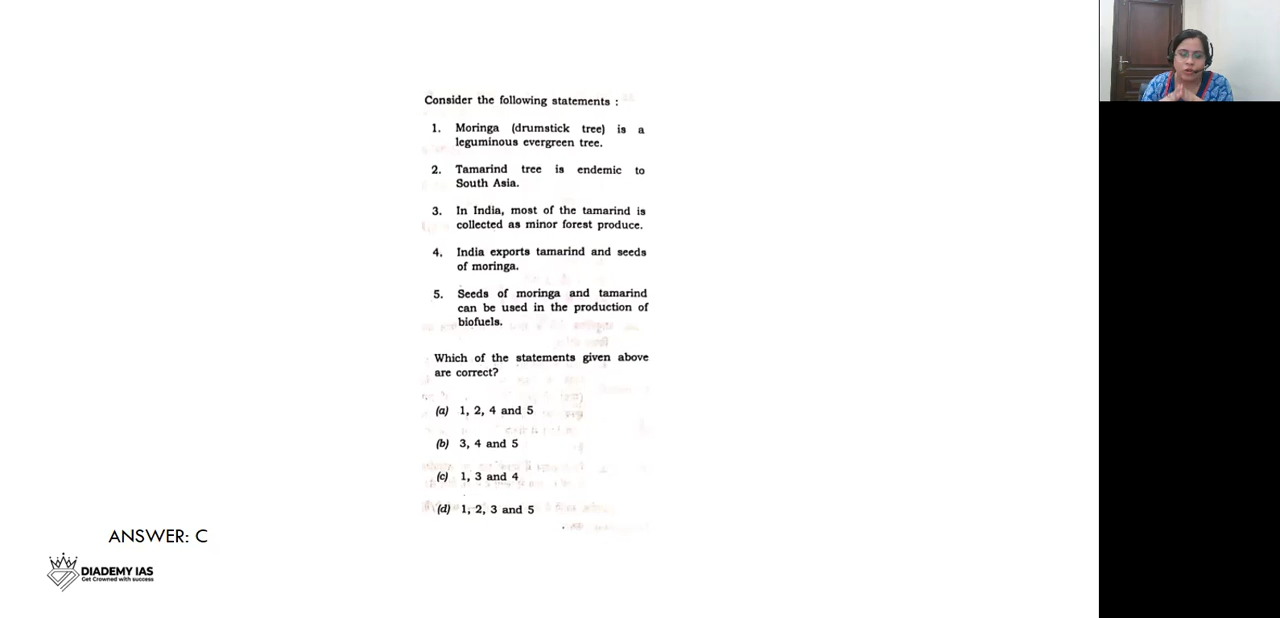 Consider the following statements :
1. Moringa (drumstick tree) is a
leguminous evergreen tree.
2. Tamarind tree is endemic to
South Asia.
3. In India, most of the tamarind is
collected as minor forest produce.
4. India exports tamarind and seeds
of moringa.
5. Seeds of moringa and tamarind
can be used in the production of
biofuels.
Which of the statements given above
are correct?
(a) 1, 2, 4 and 5
(b) 3, 4 and 5
(c) 1, 3 and 4
(d) 1, 2, 3 and 5
ANSWER: C
DIADEMY IAS
Get Crowned with success